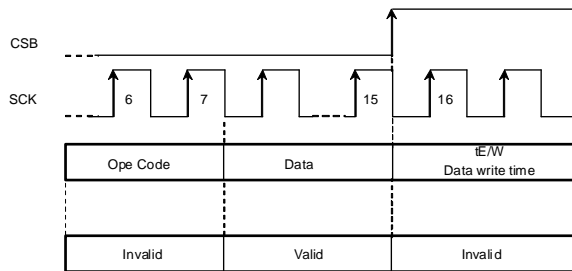 CSB
SCK
6 7 15 16
Ope Code Data tE/W
Data write time
Invalid Valid Invalid